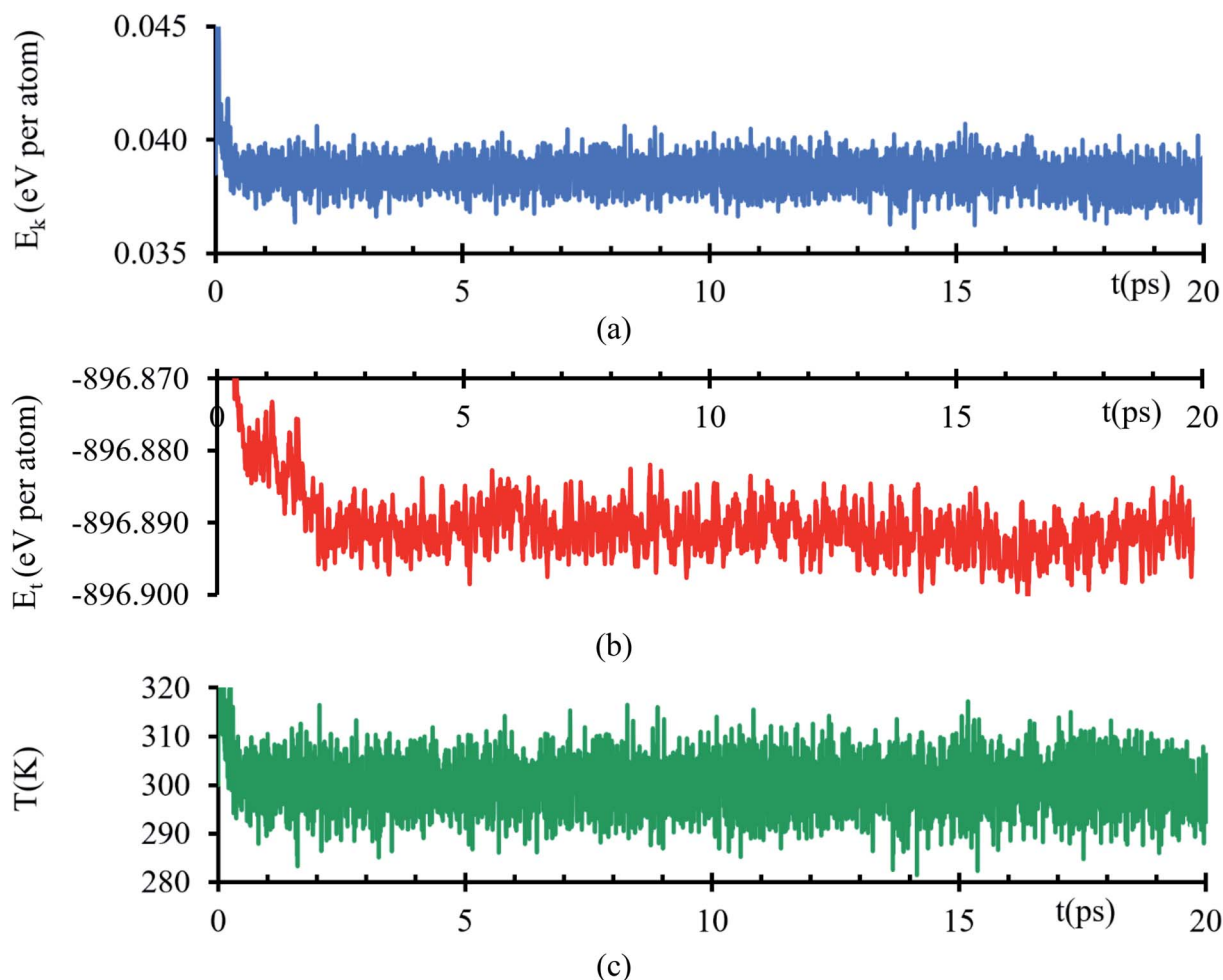 E_k (eV per atom)
0.045
0.040
0.035
0 5 10 15 t(ps) 20
(a)
E_t (eV per atom)
-896.870
-896.880
-896.890
-896.900
0 5 10 15 t(ps) 20
(b)
T(K)
320
310
300
290
280
0 5 10 15 t(ps) 20
(c)